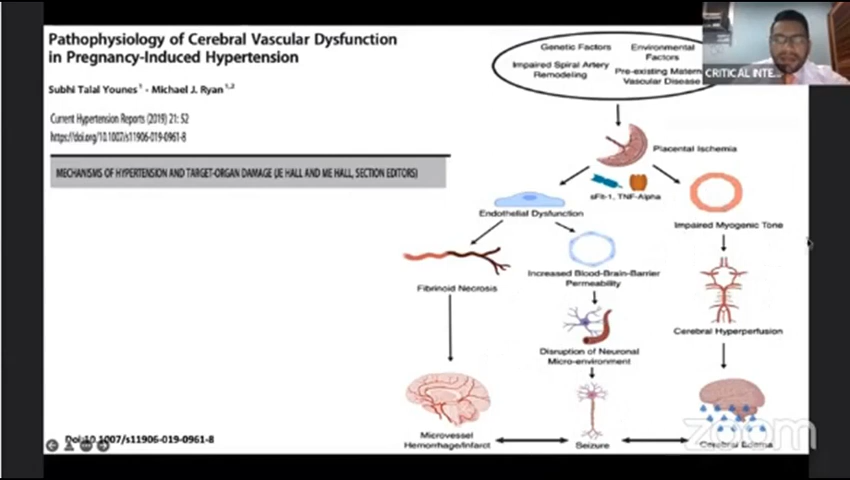 Pathophysiology of Cerebral Vascular Dysfunction
in Pregnancy-Induced Hypertension
Subhi Talal Younes¹ · Michael J. Ryan¹,²
Current Hypertension Reports (2019) 21: 52
https://doi.org/10.1007/s11906-019-0961-8
MECHANISMS OF HYPERTENSION AND TARGET-ORGAN DAMAGE (JE HALL AND ME HALL, SECTION EDITORS)
Genetic Factors
Environmental
Factors
Impaired Spiral Artery
Remodeling
Pre-existing Matern
Vascular Disease
CRITICAL INTE...
Placental Ischemia
sFlt-1, TNF-Alpha
Endothelial Dysfunction
Impaired Myogenic Tone
Fibrinoid Necrosis
Increased Blood-Brain-Barrier
Permeability
Cerebral Hyperperfusion
Disruption of Neuronal
Micro-environment
Microvessel
Hemorrhage/Infarct
Seizure
Cerebral Edema
Doi:10.1007/s11906-019-0961-8
zoom